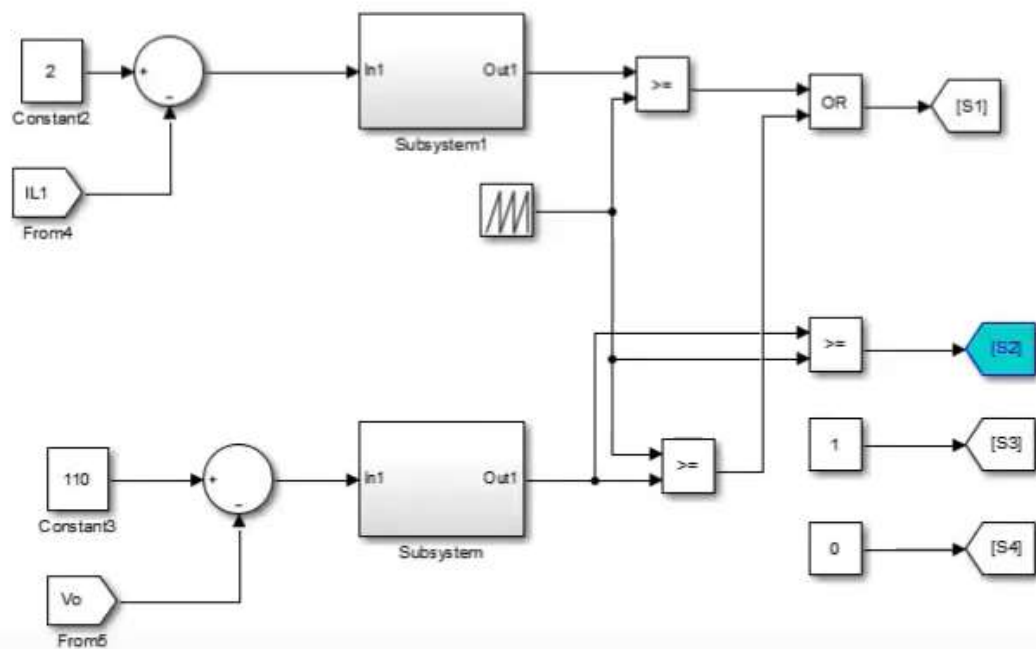 2
Constant2
IL1
From4
In1
Out1
Subsystem1
>=
OR
[S1]
>=
[S2]
110
Constant3
Vo
From5
In1
Out1
Subsystem
>=
1
[S3]
0
[S4]